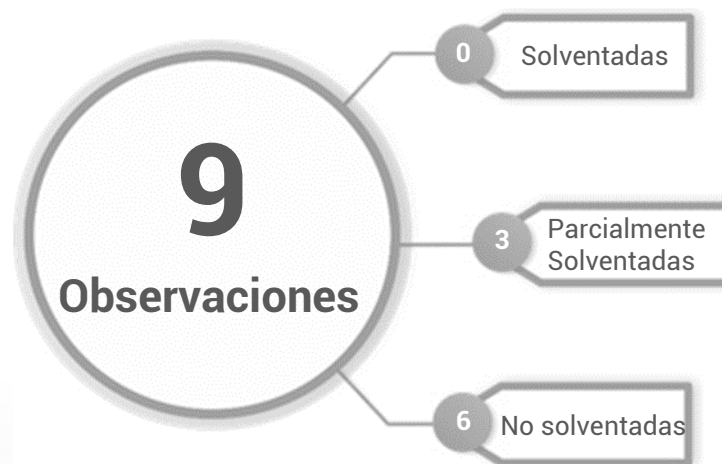 9
Observaciones
0
Solventadas
3
Parcialmente
Solventadas
6
No solventadas